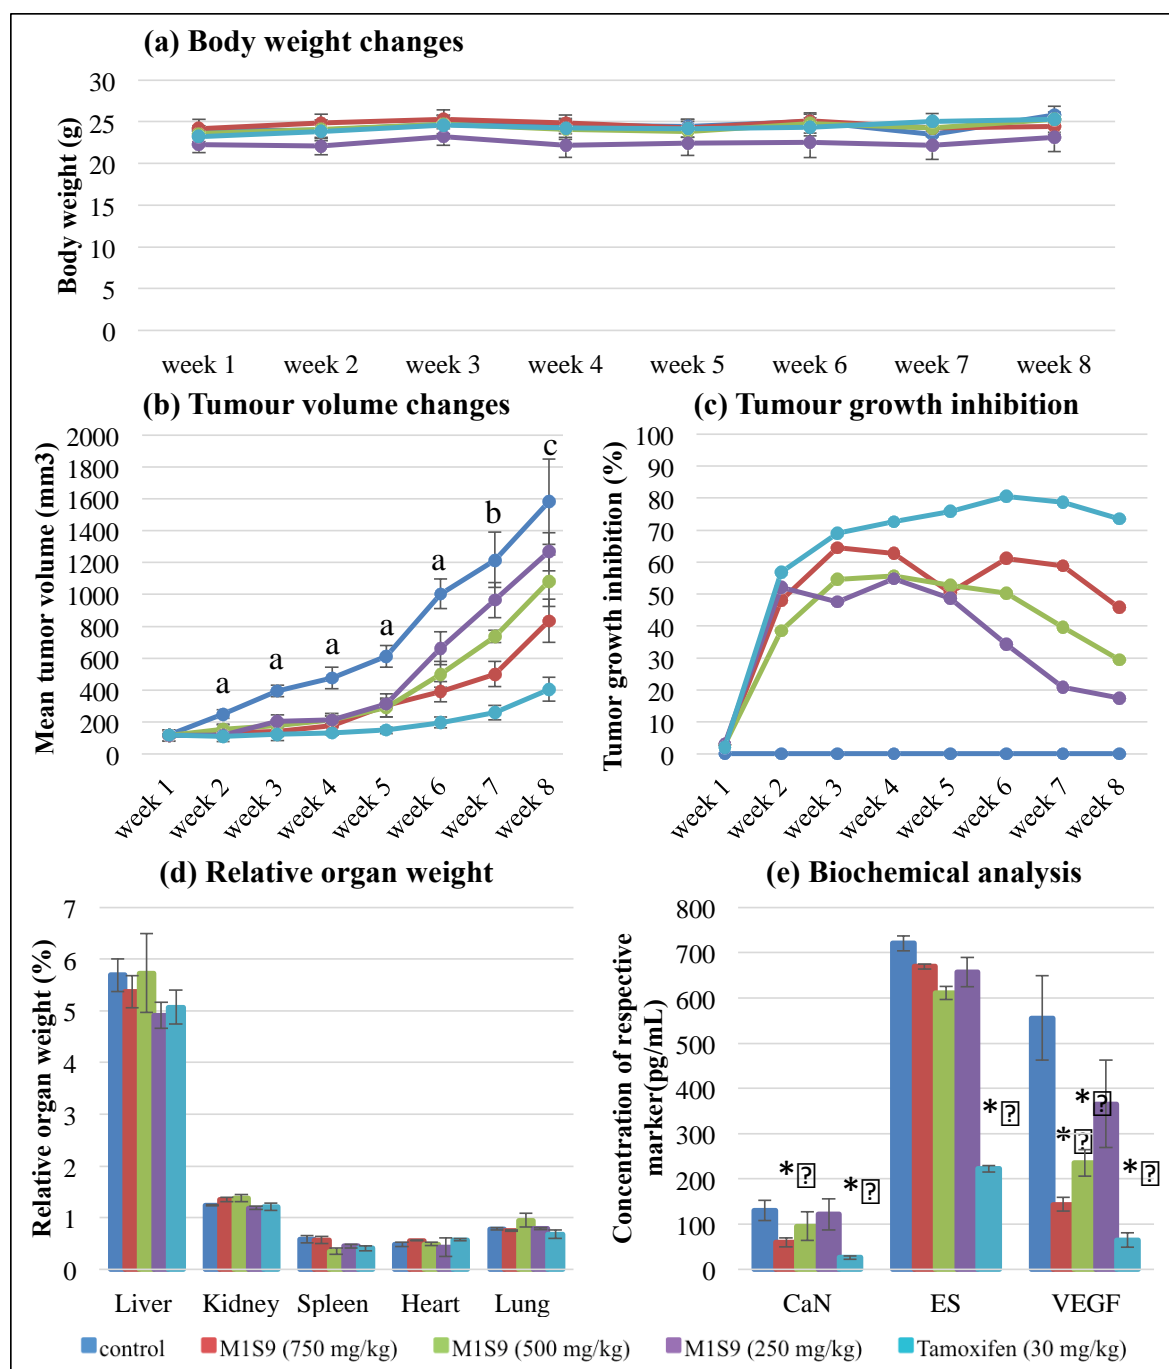 (a) Body weight changes
Body weight (g)
30
25
20
15
10
5
0
week 1 week 2 week 3 week 4 week 5 week 6 week 7 week 8
(b) Tumour volume changes
Mean tumor volume (mm3)
2000
1800
1600
1400
1200
1000
800
600
400
200
0
a a a a a b c
week 1 week 2 week 3 week 4 week 5 week 6 week 7 week 8
(c) Tumour growth inhibition
Tumor growth inhibition (%)
100
90
80
70
60
50
40
30
20
10
0
week 1 week 2 week 3 week 4 week 5 week 6 week 7 week 8
(d) Relative organ weight
Relative organ weight (%)
7
6
5
4
3
2
1
0
Liver Kidney Spleen Heart Lung
(e) Biochemical analysis
Concentration of respective
marker(pg/mL)
800
700
600
500
400
300
200
100
0
*⍰ *⍰ *⍰ *⍰ *⍰ *⍰
CaN ES VEGF
control M1S9 (750 mg/kg) M1S9 (500 mg/kg) M1S9 (250 mg/kg) Tamoxifen (30 mg/kg)